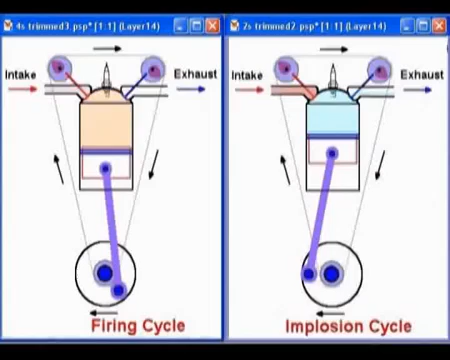 4s trimmed3.psp* [1:1] (Layer14)
Intake
Exhaust
Firing Cycle
2s trimmed2.psp* [1:1] (Layer14)
Intake
Exhaust
Implosion Cycle